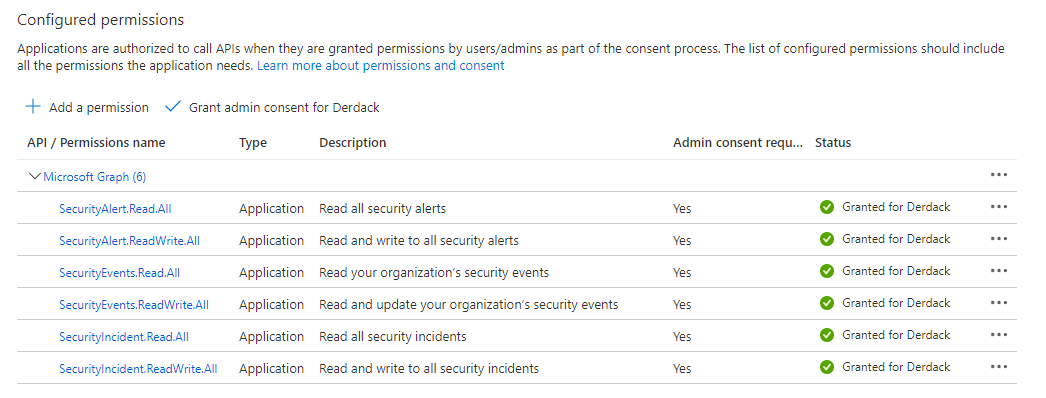 Configured permissions
Applications are authorized to call APIs when they are granted permissions by users/admins as part of the consent process. The list of configured permissions should include
all the permissions the application needs. Learn more about permissions and consent
Add a permission Grant admin consent for Derdack
API / Permissions name Type Description Admin consent requ... Status
Microsoft Graph (6)
SecurityAlert.Read.All Application Read all security alerts Yes Granted for Derdack
SecurityAlert.ReadWrite.All Application Read and write to all security alerts Yes Granted for Derdack
SecurityEvents.Read.All Application Read your organization's security events Yes Granted for Derdack
SecurityEvents.ReadWrite.All Application Read and update your organization's security events Yes Granted for Derdack
SecurityIncident.Read.All Application Read all security incidents Yes Granted for Derdack
SecurityIncident.ReadWrite.All Application Read and write to all security incidents Yes Granted for Derdack